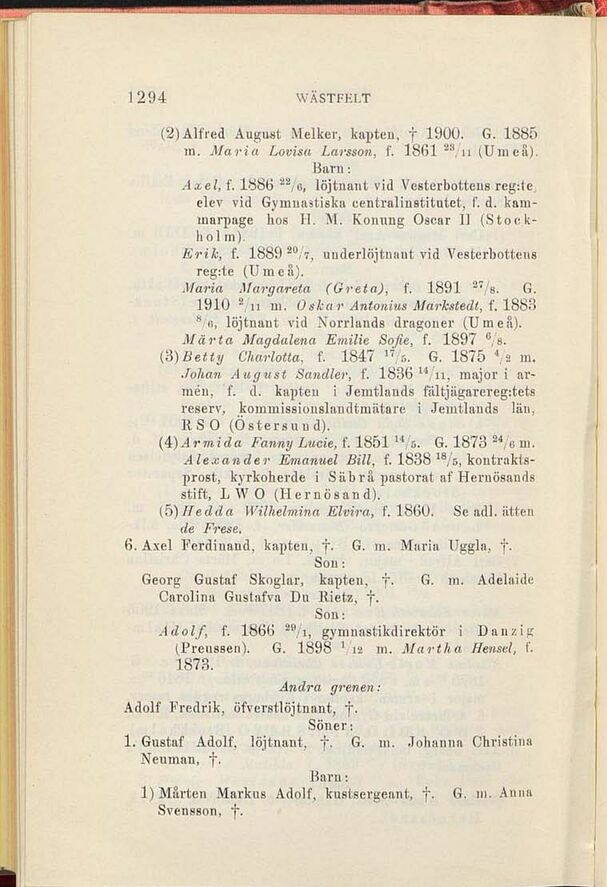 1294 WÄSTFELT
(2) Alfred August Melker, kapten, † 1900. G. 1885
m. Maria Lovisa Larsson, f. 1861 23/11 (Umeå).
Barn:
Axel, f. 1886 22/6, löjtnant vid Vesterbottens reg:te,
elev vid Gymnastiska centralinstitutet, f. d. kam-
marpage hos H. M. Konung Oscar II (Stock-
holm).
Erik, f. 1889 20/7, underlöjtnant vid Vesterbottens
reg:te (Umeå).
Maria Margareta (Greta), f. 1891 27/8. G.
1910 2/11 m. Oskar Antonius Markstedt, f. 1883
8/6, löjtnant vid Norrlands dragoner (Umeå).
Märta Magdalena Emilie Sofie, f. 1897 6/8.
(3) Betty Charlotta, f. 1847 17/5. G. 1875 4/2 m.
Johan August Sandler, f. 1836 14/11, major i ar-
mén, f. d. kapten i Jemtlands fältjägarereg:tets
reserv, kommissionslandtmätare i Jemtlands län,
RSO (Östersund).
(4) Armida Fanny Lucie, f. 1851 14/5. G. 1873 24/6 m.
Alexander Emanuel Bill, f. 1838 18/5, kontrakts-
prost, kyrkoherde i Säbrå pastorat af Hernösands
stift, LWO (Hernösand).
(5) Hedda Wilhelmina Elvira, f. 1860. Se adl. ätten
de Frese.
6. Axel Ferdinand, kapten, †. G. m. Maria Uggla, †.
Son:
Georg Gustaf Skoglar, kapten, †. G. m. Adelaide
Carolina Gustafva Du Rietz, †.
Son:
Adolf, f. 1866 29/1, gymnastikdirektör i Danzig
(Preussen). G. 1898 1/12 m. Martha Hensel, f.
1873.
Andra grenen:
Adolf Fredrik, öfverstlöjtnant, †.
Söner:
1. Gustaf Adolf, löjtnant, †. G. m. Johanna Christina
Neuman, †.
Barn:
1) Mårten Markus Adolf, kustsergeant, †. G. m. Anna
Svensson, †.